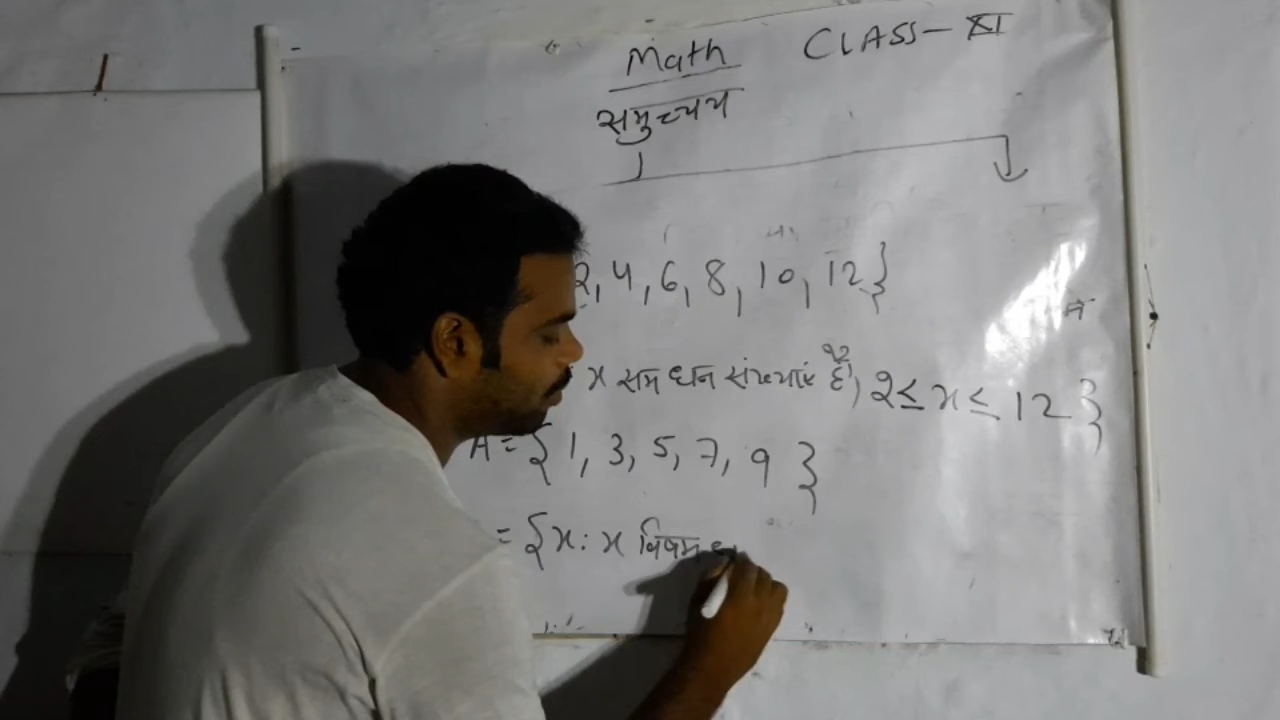 Math CLASS-XI
समुच्चय
2, 4, 6, 8, 10, 12}
x सम धन संख्याएं है, 2≤x≤12}
A = {1, 3, 5, 7, 9}
= {x: x विषम